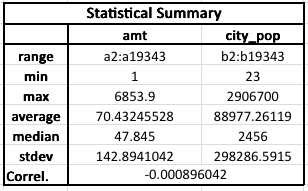 Statistical Summary
amt city_pop
range a2:a19343 b2:b19343
min 1 23
max 6853.9 2906700
average 70.43245528 88977.26119
median 47.845 2456
stdev 142.8941042 298286.5915
Correl. -0.000896042